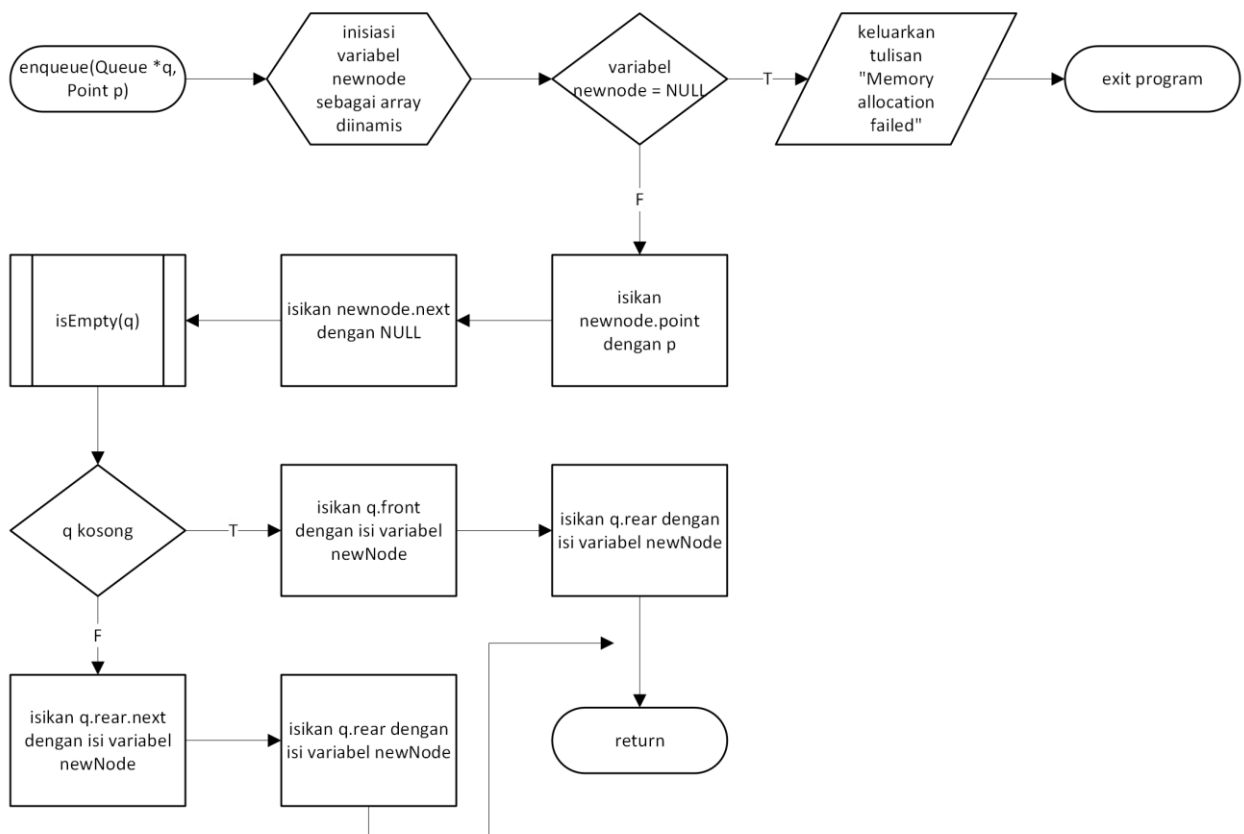 enqueue(Queue *q,
Point p)
inisiasi
variabel
newnode
sebagai array
diinamis
variabel
newnode = NULL
T
keluarkan
tulisan
"Memory
allocation
failed"
exit program
F
isEmpty(q)
isikan newnode.next
dengan NULL
isikan
newnode.point
dengan p
q kosong
T
isikan q.front
dengan isi variabel
newNode
isikan q.rear dengan
isi variabel newNode
F
isikan q.rear.next
dengan isi variabel
newNode
isikan q.rear dengan
isi variabel newNode
return